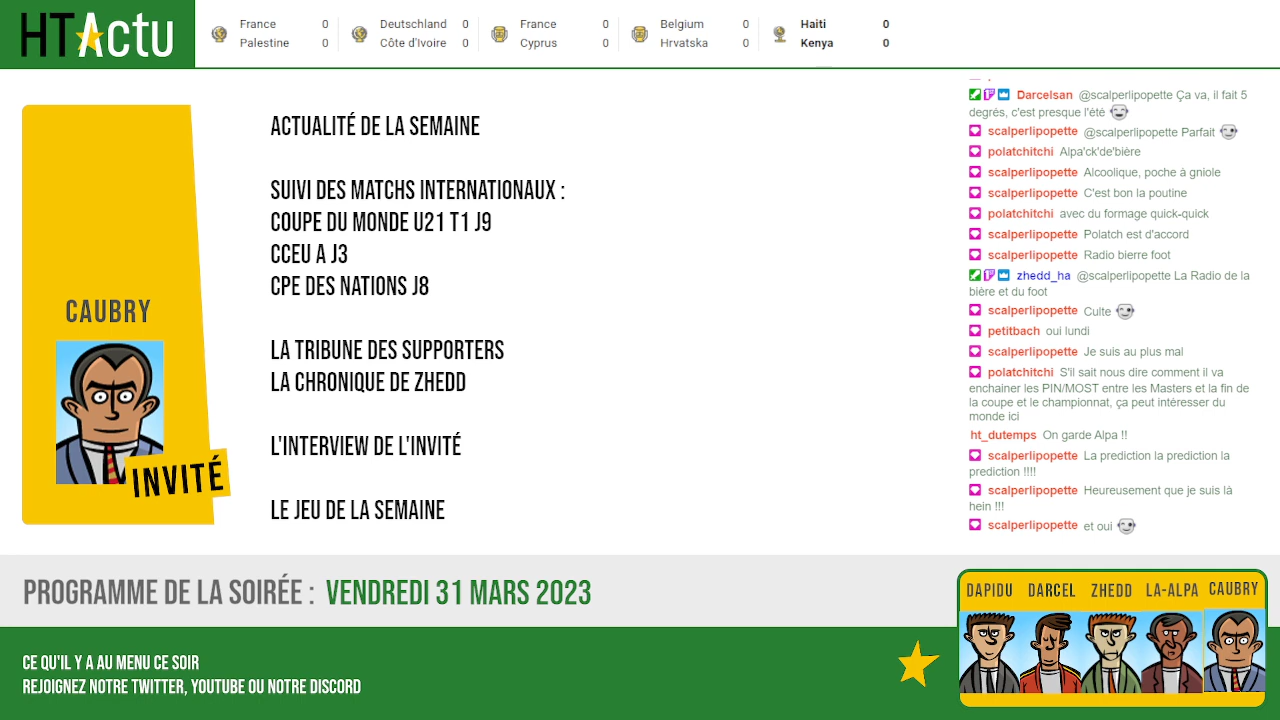 HTActu
France 0
Palestine 0
Deutschland 0
Côte d'Ivoire 0
France 0
Cyprus 0
Belgium 0
Hrvatska 0
Haiti 0
Kenya 0
CAUBRY
INVITÉ
ACTUALITÉ DE LA SEMAINE
SUIVI DES MATCHS INTERNATIONAUX :
COUPE DU MONDE U21 T1 J9
CCEU A J3
CPE DES NATIONS J8
LA TRIBUNE DES SUPPORTERS
LA CHRONIQUE DE ZHEDD
L'INTERVIEW DE L'INVITÉ
LE JEU DE LA SEMAINE
Darcelsan @scalperlipopette Ça va, il fait 5
degrés, c'est presque l'été
scalperlipopette @scalperlipopette Parfait
polatchitchi Alpa'ck'de'bière
scalperlipopette Alcoolique, poche à gniole
scalperlipopette C'est bon la poutine
polatchitchi avec du formage quick-quick
scalperlipopette Polatch est d'accord
scalperlipopette Radio bierre foot
zhedd_ha @scalperlipopette La Radio de la
bière et du foot
scalperlipopette Culte
petitbach oui lundi
scalperlipopette Je suis au plus mal
polatchitchi S'il sait nous dire comment il va
enchainer les PIN/MOST entre les Masters et la fin de
la coupe et le championnat, ça peut intéresser du
monde ici
ht_dutemps On garde Alpa !!
scalperlipopette La prediction la prediction la
prediction !!!!
scalperlipopette Heureusement que je suis là
hein !!!
scalperlipopette et oui
PROGRAMME DE LA SOIRÉE : VENDREDI 31 MARS 2023
DAPIDU DARCEL ZHEDD LA-ALPA CAUBRY
CE QU'IL Y A AU MENU CE SOIR
REJOIGNEZ NOTRE TWITTER, YOUTUBE OU NOTRE DISCORD